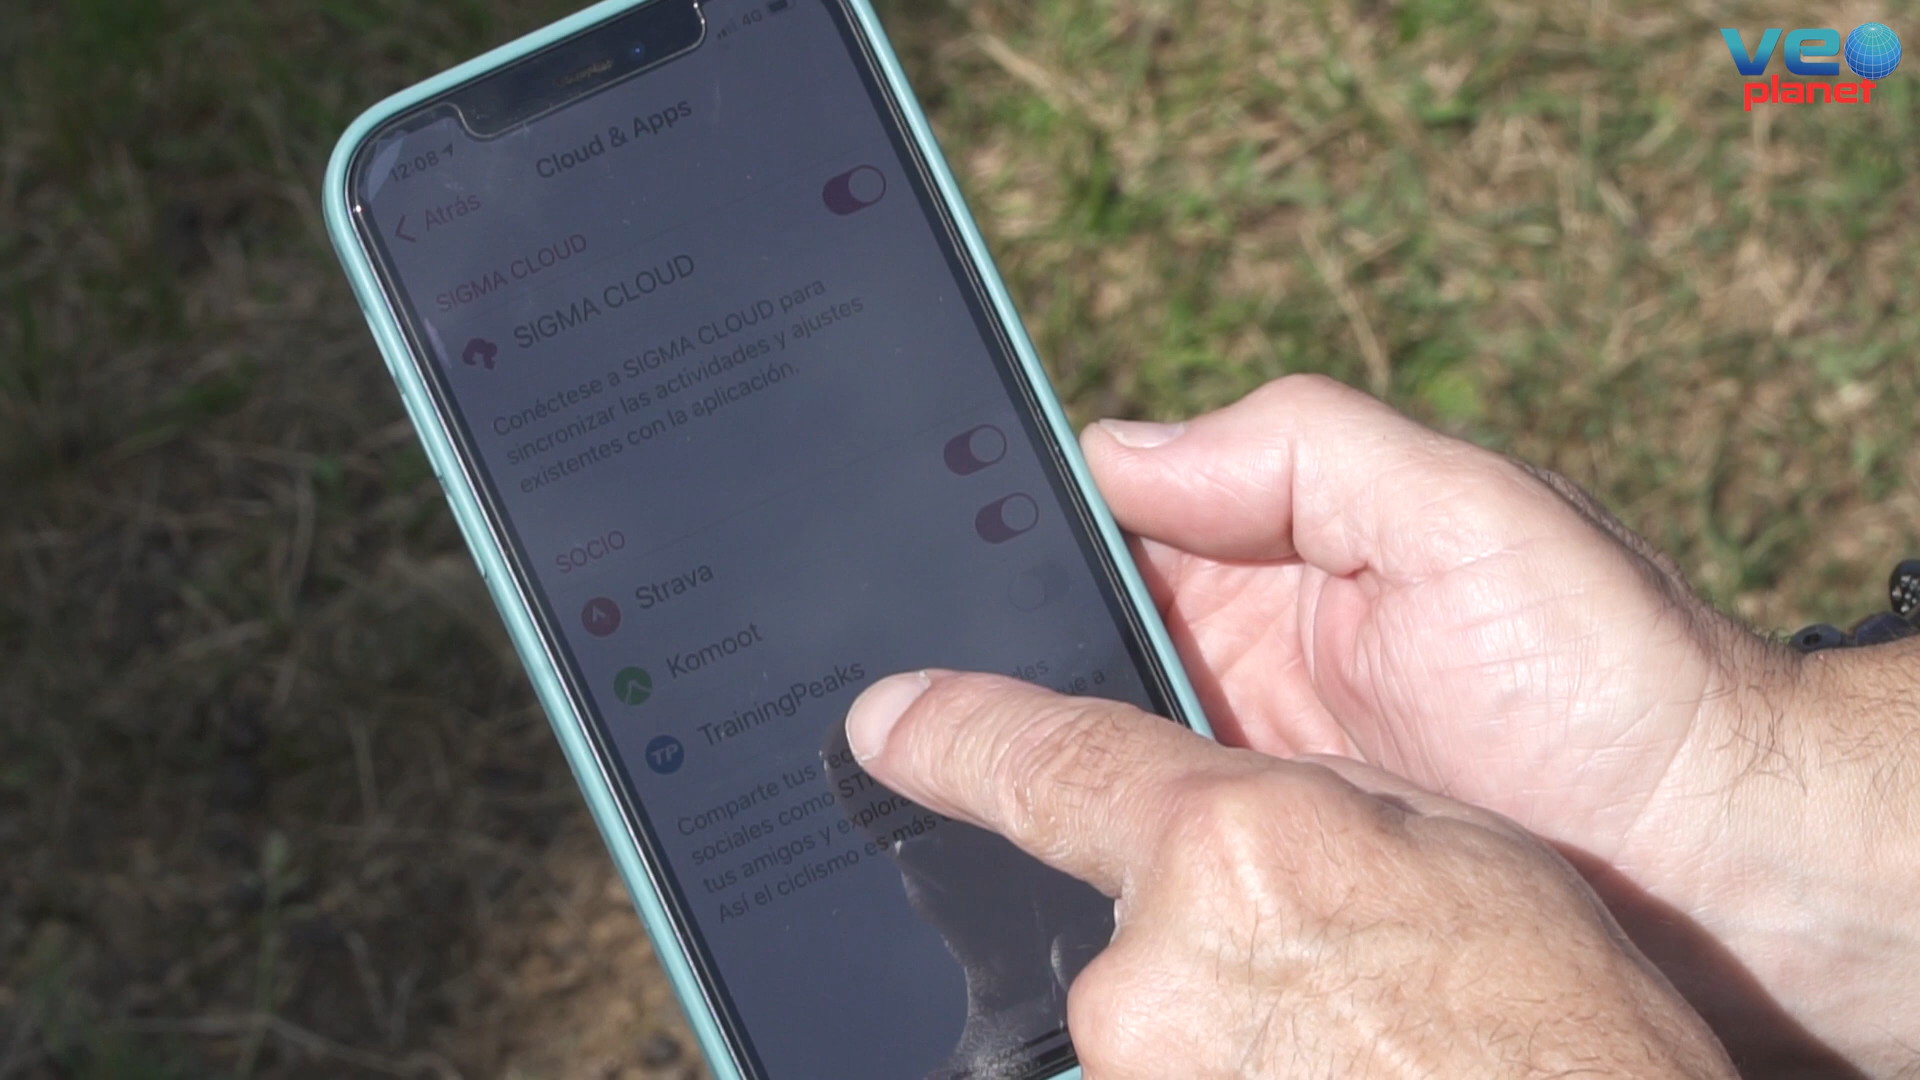 veo
planet
12:08
4G
Atrás
Cloud & Apps
SIGMA CLOUD
SIGMA CLOUD
Conéctese a SIGMA CLOUD para
sincronizar las actividades y ajustes
existentes con la aplicación.
SOCIO
Strava
Komoot
TP TrainingPeaks
Comparte tus
sociales como
tus amigos y
Así el ciclismo es más